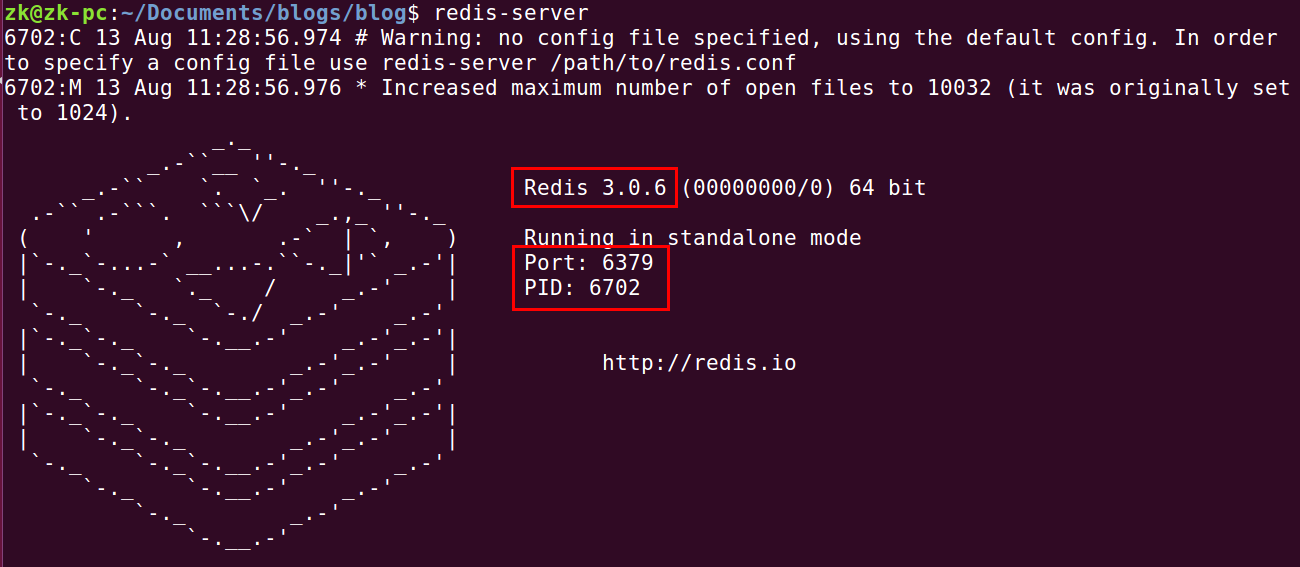 zk@zk-pc:~/Documents/blogs/blog$ redis-server
6702:C 13 Aug 11:28:56.974 # Warning: no config file specified, using the default config. In order
to specify a config file use redis-server /path/to/redis.conf
6702:M 13 Aug 11:28:56.976 * Increased maximum number of open files to 10032 (it was originally set
 to 1024).
Redis 3.0.6 (00000000/0) 64 bit
Running in standalone mode
Port: 6379
PID: 6702
http://redis.io